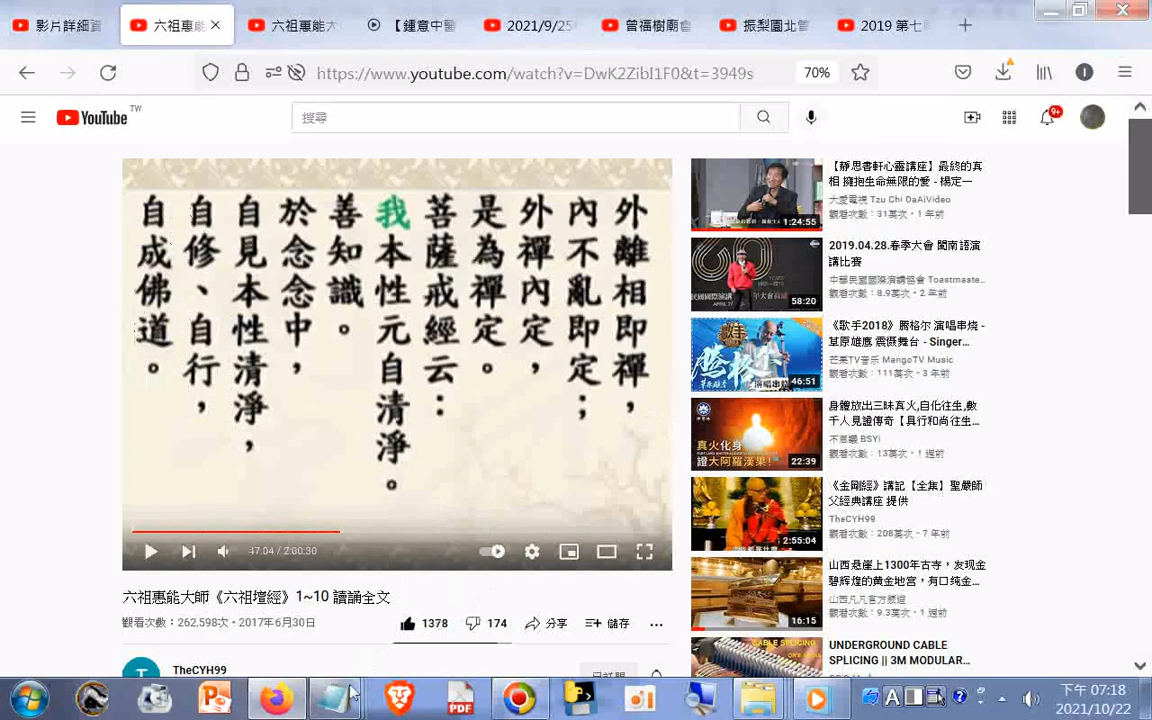 影片詳細資
六祖惠能
六祖惠能大
【鍾意中醫
2021/9/25
曾福樹廟會
振梨園北管
2019 第七
https://www.youtube.com/watch?v=DwK2ZibI1F0&t=3949s
70%
YouTube TW
搜尋
9+
外離相即禪，
內不亂即定；
外禪內定，
是為禪定。
菩薩戒經云：
我本性元自清淨。
善知識。
於念念中，
自見本性清淨，
自修、自行，
自成佛道。
47:04 / 2:00:30
六祖惠能大師《六祖壇經》1~10 讀誦全文
觀看次數：262,598次・2017年6月30日
1378
174
分享
儲存
TheCYH99
已訂閱
【靜思書軒心靈講座】最終的真
相 擁抱生命無限的愛 - 楊定一
大愛電視 Tzu Chi DaAiVideo
觀看次數：31萬次・1 年前
1:24:55
2019.04.28.春季大會 閩南語演
講比賽
中華民國國際演講協會 Toastmaste...
觀看次數：8.9萬次・2 年前
58:20
《歌手2018》腾格尔 演唱串烧 -
草原雄鹰 震慑舞台 - Singer...
芒果TV音乐 MangoTV Music
觀看次數：111萬次・3 年前
46:51
身體放出三昧真火,自化往生,數
千人見證傳奇【具行和尚往生...
不思議 BSYi
觀看次數：13萬次・1 週前
真火化身
證大阿羅漢果!
22:39
《金剛經》講記【全集】聖嚴師
父經典講座 提供
TheCYH99
觀看次數：208萬次・7 年前
2:55:04
山西悬崖上1300年古寺，发现金
碧辉煌的黄金地宫，有口纯金...
山西凡凡官方频道
觀看次數：9.3萬次・1 週前
16:15
UNDERGROUND CABLE
SPLICING || 3M MODULAR...
CABLE SPLICING
PDF
A
下午 07:18
2021/10/22